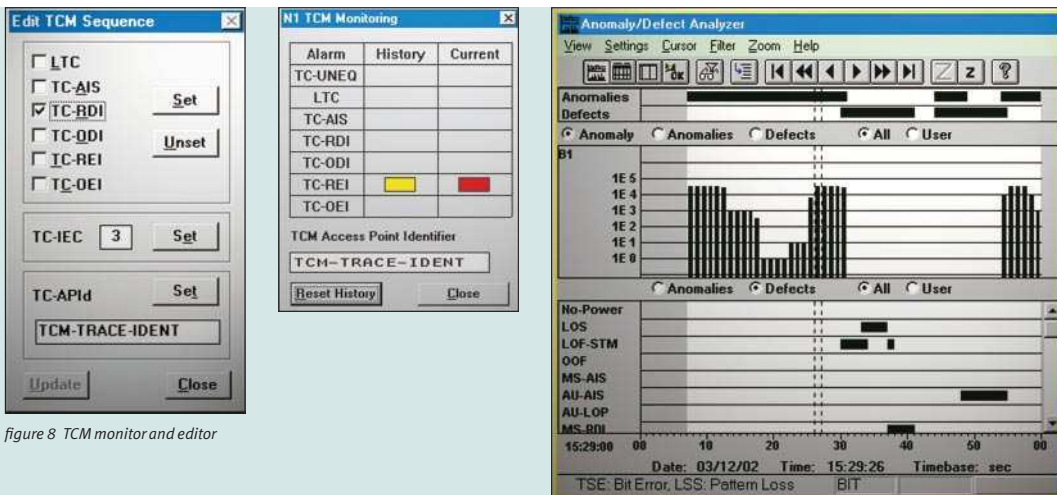 Edit TCM Sequence
LTC
TC-AIS
TC-RDI
TC-ODI
TC-REI
TC-OEI
Set
Unset
TC-IEC 3 Set
TC-APId Set
TCM-TRACE-IDENT
Update Close
figure 8 TCM monitor and editor
N1 TCM Monitoring
Alarm History Current
TC-UNEQ
LTC
TC-AIS
TC-RDI
TC-ODI
TC-REI
TC-OEI
TCM Access Point Identifier
TCM-TRACE-IDENT
Reset History Close
Anomaly/Defect Analyzer
View Settings Cursor Filter Zoom Help
Z z ?
Anomalies
Defects
Anomaly Anomalies Defects All User
B1
1E 5
1E 4
1E 3
1E 2
1E 1
1E 0
Anomalies Defects All User
No-Power
LOS
LOF-STM
OOF
MS-AIS
AU-AIS
AU-LOP
MS-RDI
15:29:00 00 10 20 30 40 50 00
Date: 03/12/02 Time: 15:29:26 Timebase: sec
TSE: Bit Error, LSS: Pattern Loss BIT